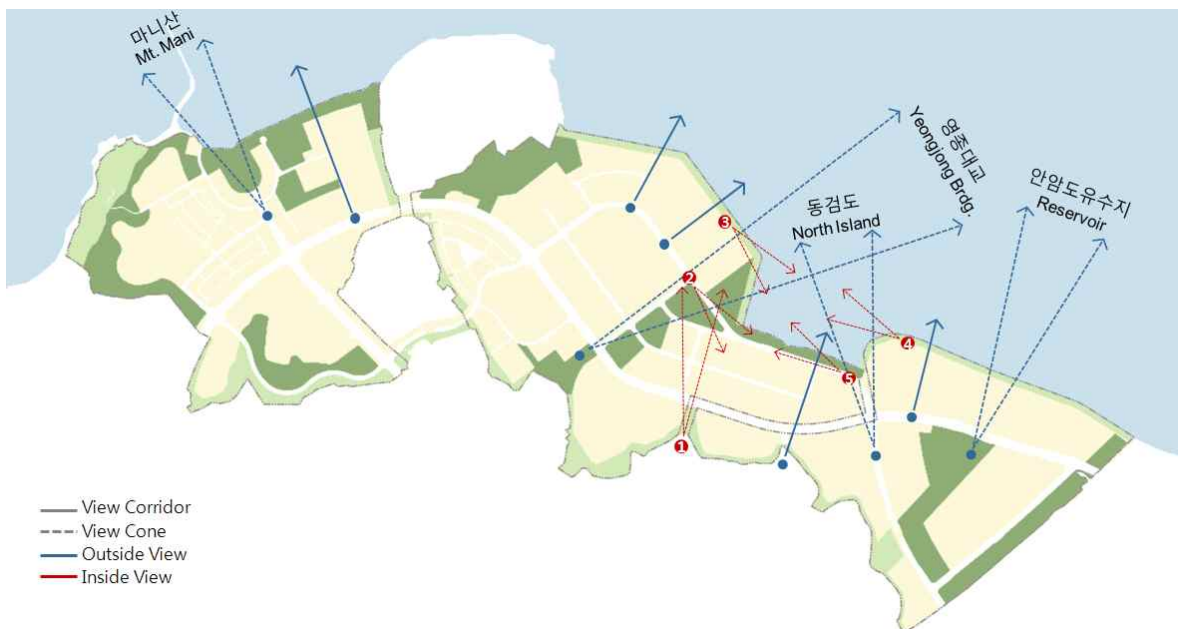 마니산
Mt. Mani
영종대교
Yeongjong Brdg.
안암도유수지
Reservoir
동검도
North Island
3
2
4
5
1
View Corridor
View Cone
Outside View
Inside View